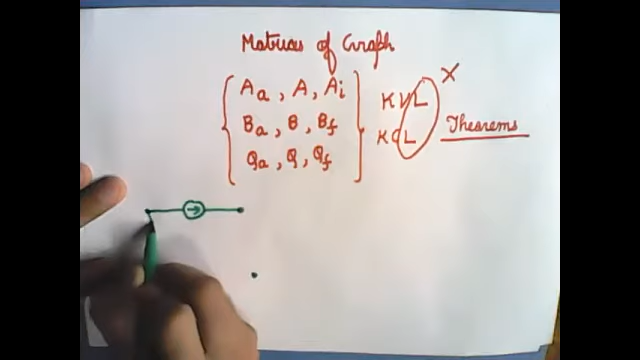 Matrices of Graph
Aa, A, Ai
KVL X
Ba, B, Bf
KCL Theorems
Qa, Q, Qf